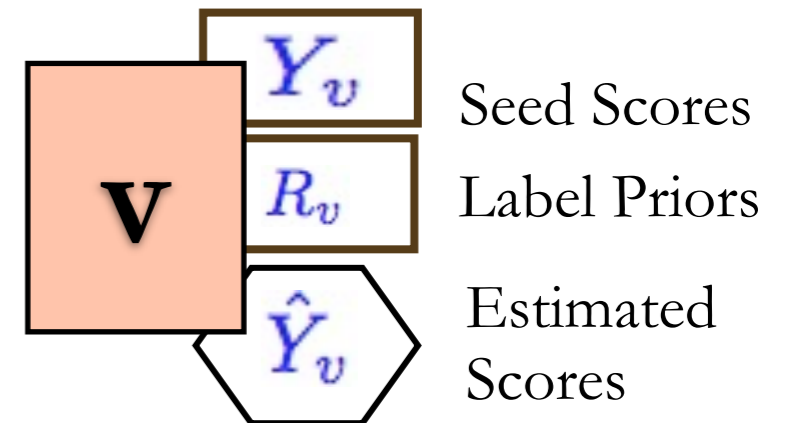 Y_v
Seed Scores
v
R_v
Label Priors
Ŷ_v
Estimated
Scores